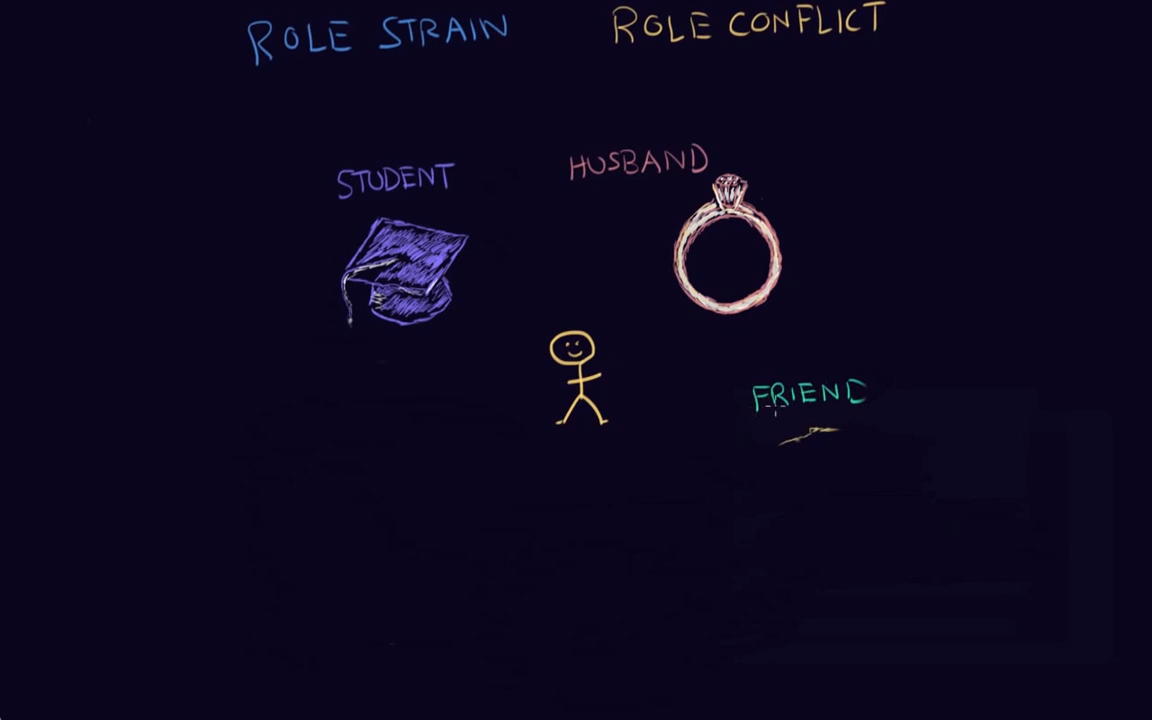 ROLE STRAIN
ROLE CONFLICT
STUDENT
HUSBAND
FRIEND